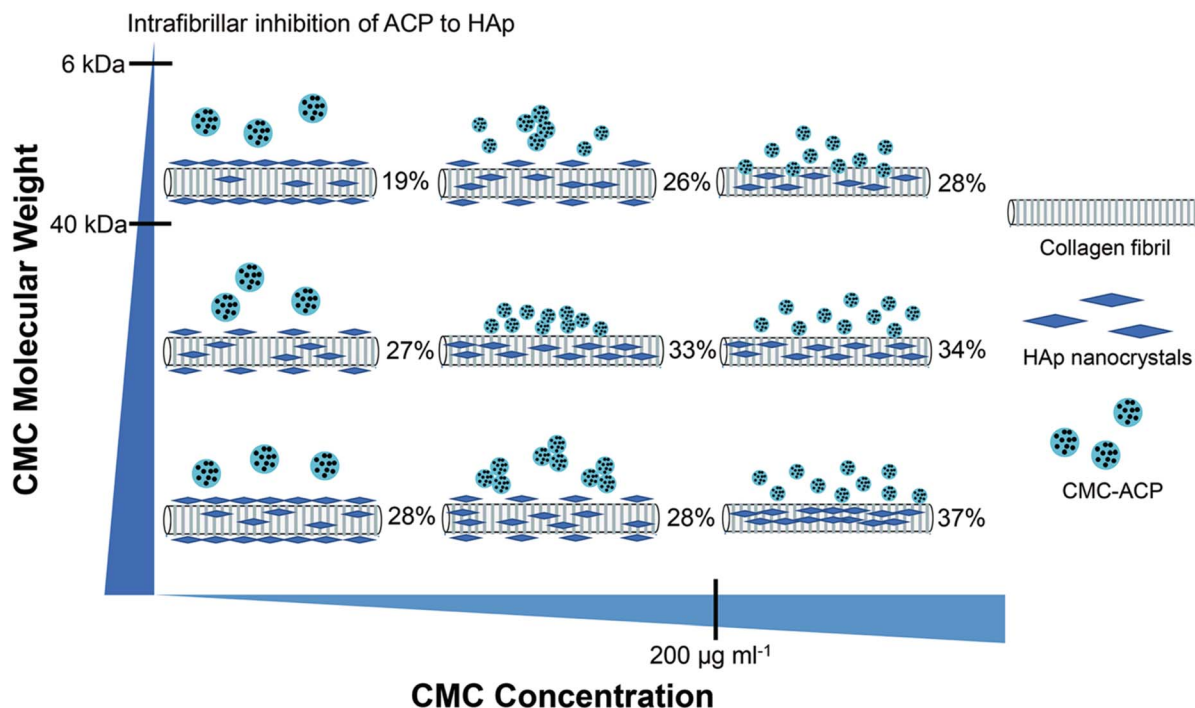 Intrafibrillar inhibition of ACP to HAp
6 kDa
19%
26%
28%
40 kDa
Collagen fibril
27%
33%
34%
HAp nanocrystals
CMC-ACP
28%
28%
37%
CMC Molecular Weight
200 µg ml⁻¹
CMC Concentration